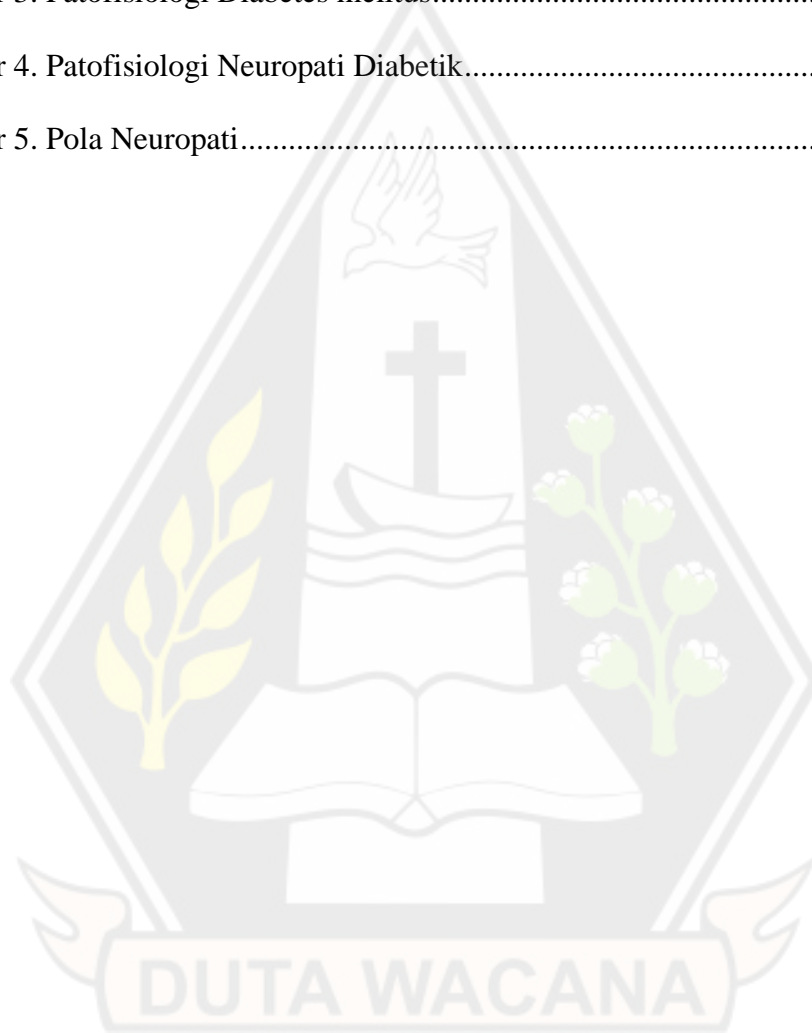 r 3. Patofisiologi Diabetes melitus....................................................
r 4. Patofisiologi Neuropati Diabetik................................................
r 5. Pola Neuropati............................................................................
DUTA WACANA